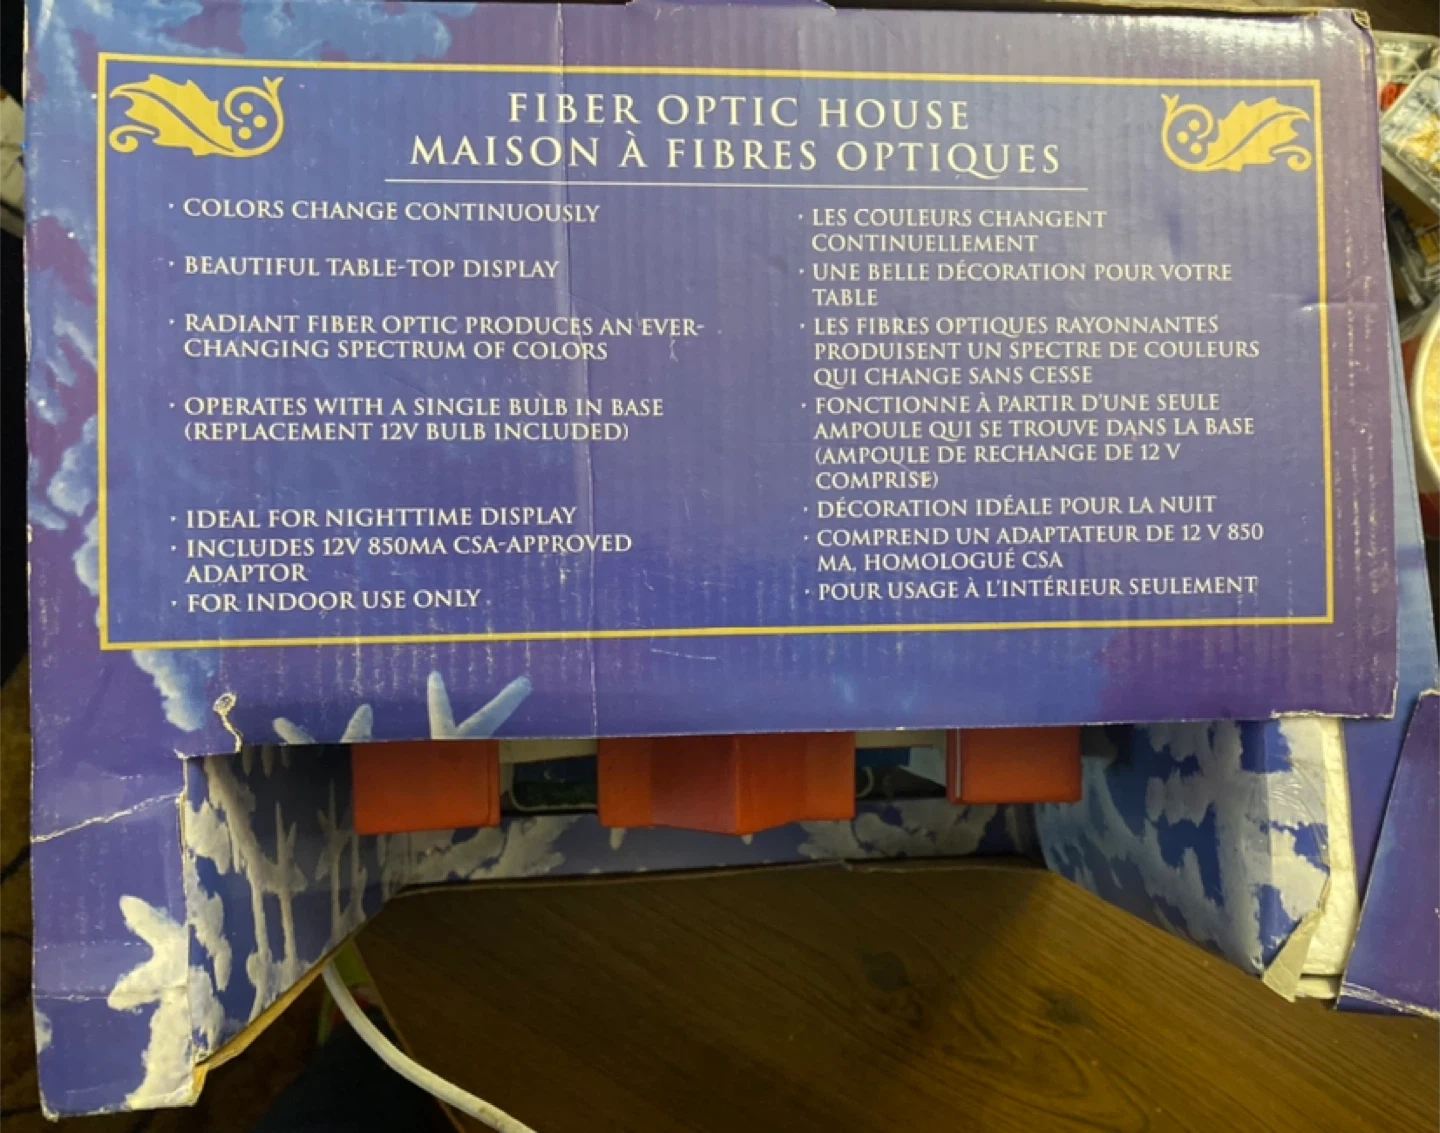 FIBER OPTIC HOUSE
MAISON À FIBRES OPTIQUES
· COLORS CHANGE CONTINUOUSLY
· BEAUTIFUL TABLE-TOP DISPLAY
· RADIANT FIBER OPTIC PRODUCES AN EVER-
CHANGING SPECTRUM OF COLORS
· OPERATES WITH A SINGLE BULB IN BASE
(REPLACEMENT 12V BULB INCLUDED)
· IDEAL FOR NIGHTTIME DISPLAY
· INCLUDES 12V 850MA CSA-APPROVED
ADAPTOR
· FOR INDOOR USE ONLY
· LES COULEURS CHANGENT
CONTINUELLEMENT
· UNE BELLE DÉCORATION POUR VOTRE
TABLE
· LES FIBRES OPTIQUES RAYONNANTES
PRODUISENT UN SPECTRE DE COULEURS
QUI CHANGE SANS CESSE
· FONCTIONNE À PARTIR D'UNE SEULE
AMPOULE QUI SE TROUVE DANS LA BASE
(AMPOULE DE RECHANGE DE 12 V
COMPRISE)
· DÉCORATION IDÉALE POUR LA NUIT
· COMPREND UN ADAPTATEUR DE 12 V 850
MA, HOMOLOGUÉ CSA
· POUR USAGE À L'INTÉRIEUR SEULEMENT